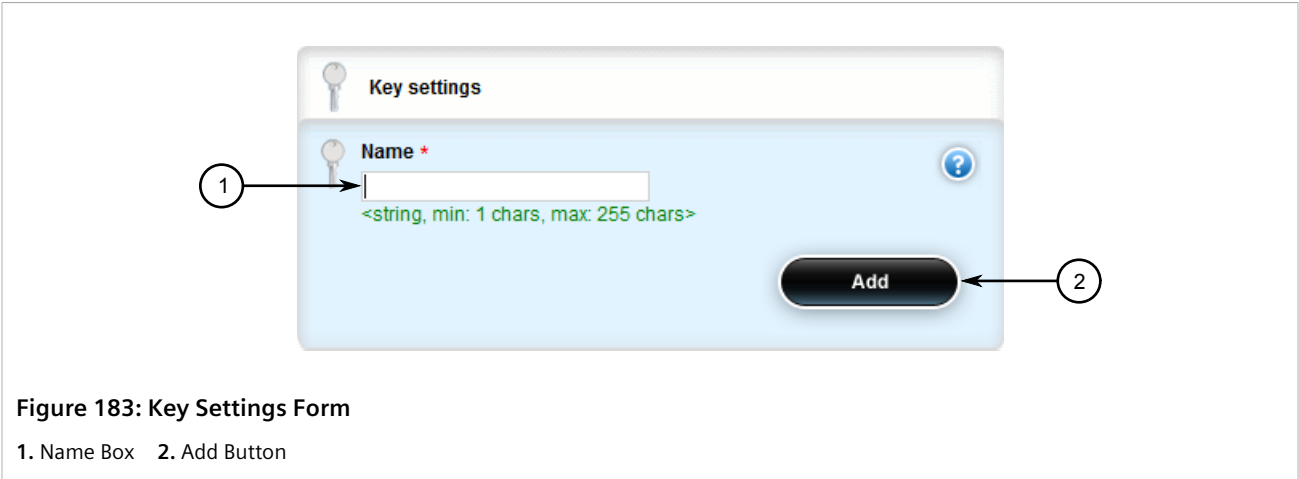 Key settings
Name *
1
<string, min: 1 chars, max: 255 chars>
?
Add
2
Figure 183: Key Settings Form
1. Name Box 2. Add Button